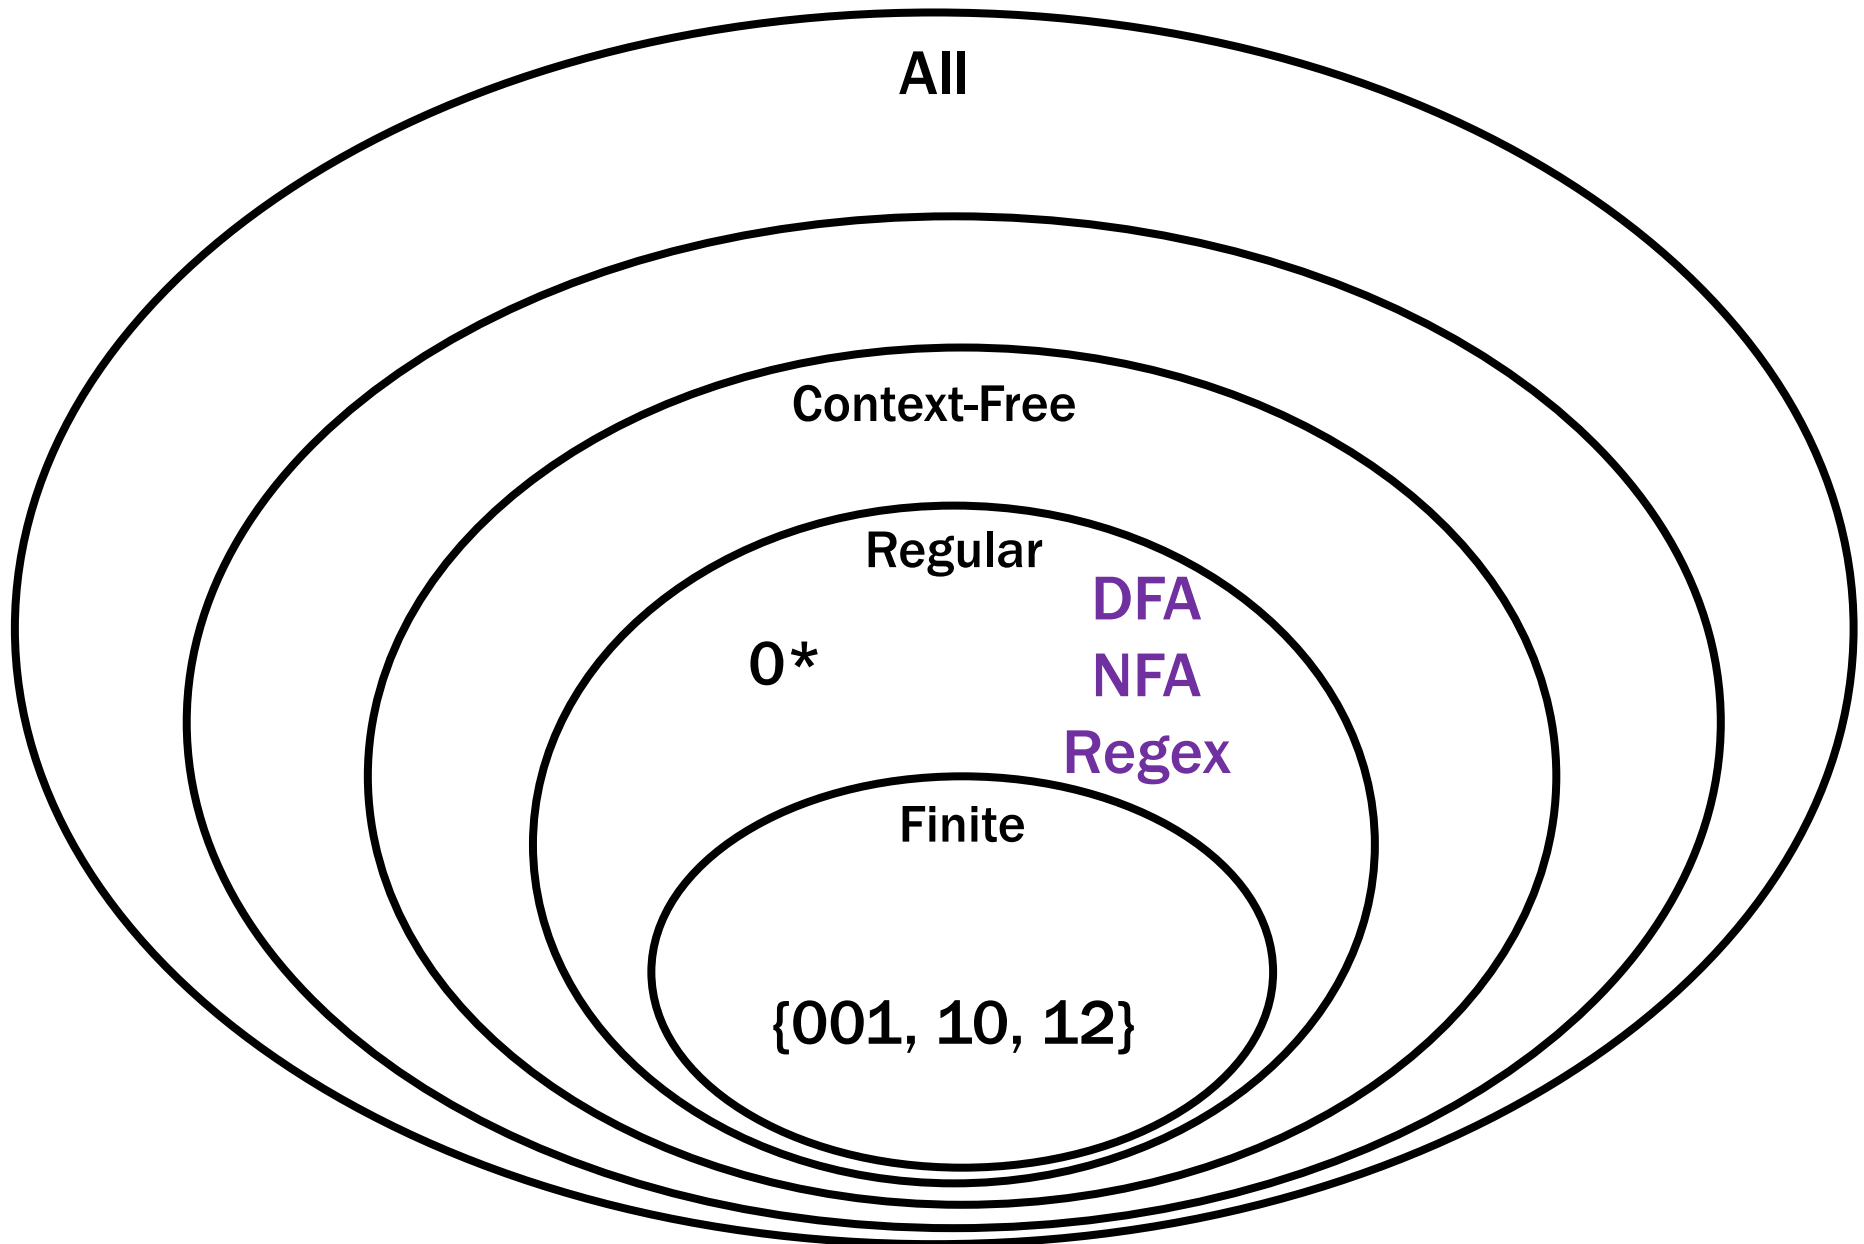 All
Context-Free
Regular
DFA
0*
NFA
Regex
Finite
{001, 10, 12}